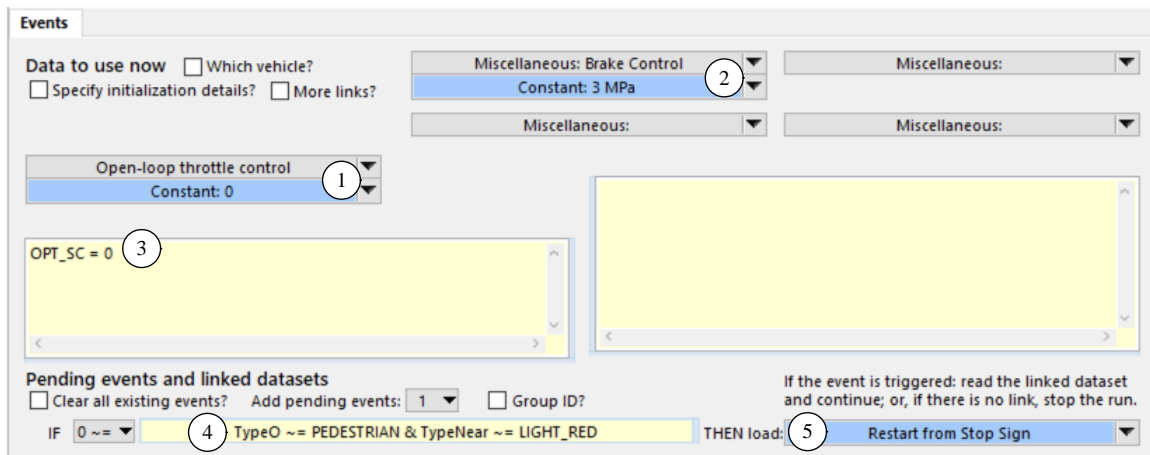 Events
Data to use now Which vehicle?
Specify initialization details? More links?
Miscellaneous: Brake Control
Constant: 3 MPa
2
Miscellaneous:
Miscellaneous:
Miscellaneous:
Open-loop throttle control
Constant: 0
1
OPT_SC = 0 3
Pending events and linked datasets
Clear all existing events? Add pending events: 1 Group ID?
If the event is triggered: read the linked dataset
and continue; or, if there is no link, stop the run.
IF 0 ~= 4 TypeO ~= PEDESTRIAN & TypeNear ~= LIGHT_RED THEN load: 5 Restart from Stop Sign